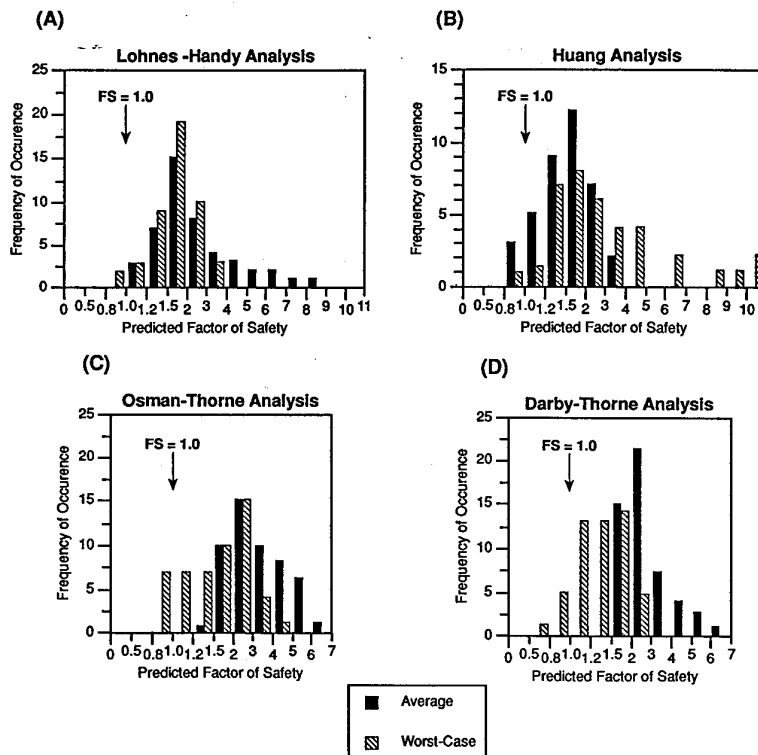 (A)
Lohnes -Handy Analysis
25
20
15
10
5
0
Frequency of Occurence
FS = 1.0
0 0.5 0.8 1.0 1.2 1.5 2 3 4 5 6 7 8 9 10 11
Predicted Factor of Safety
(B)
Huang Analysis
15
10
5
0
Frequency of Occurence
FS = 1.0
0 0.5 0.8 1.0 1.2 1.5 2 3 4 5 6 7 8 9 10
Predicted Factor of Safety
(C)
Osman-Thorne Analysis
25
20
15
10
5
0
Frequency of Occurence
FS = 1.0
0 0.5 0.8 1.0 1.2 1.5 2 3 4 5 6 7
Predicted Factor of Safety
(D)
Darby-Thorne Analysis
25
20
15
10
5
0
Frequency of Occurence
FS = 1.0
0 0.5 0.8 1.0 1.2 1.5 2 3 4 5 6 7
Predicted Factor of Safety
Average
Worst-Case